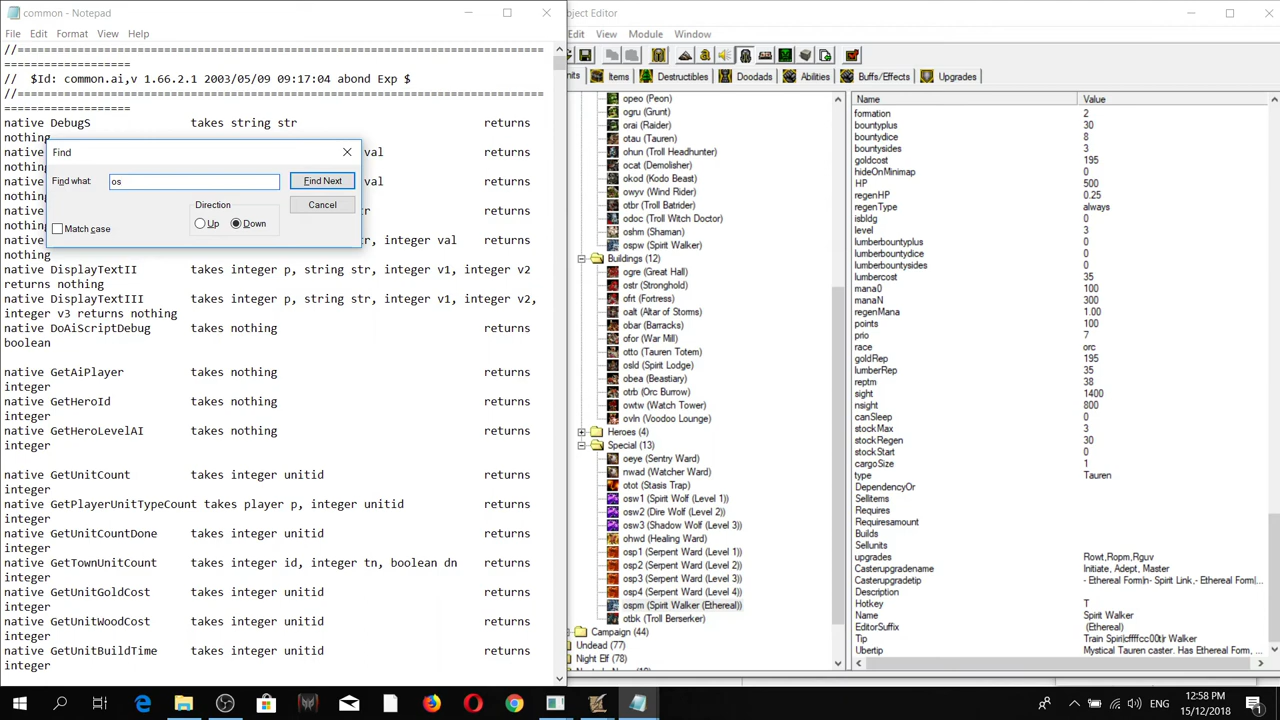 common - Notepad
File Edit Format View Help
//==================================================================
===================
// $Id: common.ai,v 1.66.2.1 2003/05/09 09:17:04 abond Exp $
//==================================================================
===================
native DebugS takes string str returns
nothing
native val
native val
native
native , integer val
nothing
native DisplayTextII takes integer p, string str, integer v1, integer v2
returns nothing
native DisplayTextIII takes integer p, string str, integer v1, integer v2,
integer v3 returns nothing
native DoAiScriptDebug takes nothing returns
boolean
native GetAiPlayer takes nothing returns
integer
native GetHeroId takes nothing returns
integer
native GetHeroLevelAI takes nothing returns
integer
native GetUnitCount takes integer unitid returns
integer
native GetPlayerUnitTypeCount takes player p, integer unitid returns
integer
native GetUnitCountDone takes integer unitid returns
integer
native GetTownUnitCount takes integer id, integer tn, boolean dn returns
integer
native GetUnitGoldCost takes integer unitid returns
integer
native GetUnitWoodCost takes integer unitid returns
integer
native GetUnitBuildTime takes integer unitid returns
integer
Find
Find what: os Find Next
Direction Cancel
Up Down
Match case
oject Editor
Edit View Module Window
nits Items Destructibles Doodads Abilities Buffs/Effects Upgrades
opeo (Peon)
ogru (Grunt)
orai (Raider)
otau (Tauren)
ohun (Troll Headhunter)
ocat (Demolisher)
okod (Kodo Beast)
owyv (Wind Rider)
otbr (Troll Batrider)
odoc (Troll Witch Doctor)
oshm (Shaman)
ospw (Spirit Walker)
Buildings (12)
ogre (Great Hall)
ostr (Stronghold)
ofrt (Fortress)
oalt (Altar of Storms)
obar (Barracks)
ofor (War Mill)
otto (Tauren Totem)
osld (Spirit Lodge)
obea (Beastiary)
otrb (Orc Burrow)
owtw (Watch Tower)
ovln (Voodoo Lounge)
Heroes (4)
Special (13)
oeye (Sentry Ward)
nwad (Watcher Ward)
otot (Stasis Trap)
osw1 (Spirit Wolf (Level 1))
osw2 (Dire Wolf (Level 2))
osw3 (Shadow Wolf (Level 3))
ohwd (Healing Ward)
osp1 (Serpent Ward (Level 1))
osp2 (Serpent Ward (Level 2))
osp3 (Serpent Ward (Level 3))
osp4 (Serpent Ward (Level 4))
ospm (Spirit Walker (Ethereal))
otbk (Troll Berserker)
Campaign (44)
Undead (77)
Night Elf (78)
Name Value
formation 2
bountyplus 30
bountydice 8
bountysides 3
goldcost 195
hideOnMinimap 0
HP 500
regenHP 0.25
regenType always
isbldg 0
level 3
lumberbountyplus 0
lumberbountydice 0
lumberbountysides 0
lumbercost 35
mana0 100
manaN 300
regenMana 1.00
points 100
prio 7
race orc
goldRep 195
lumberRep 35
reptm 38
sight 1400
nsight 800
canSleep 0
stockMax 3
stockRegen 30
stockStart 0
cargoSize 1
type Tauren
DependencyOr
Sellitems
Requires
Requiresamount
Builds
Sellunits
upgrades Rowt,Ropm,Rguv
Casterupgradename Initiate, Adept, Master
Casterupgradetip - Ethereal Form|n- Spirit Link,- Ethereal Form|...
Description
Hotkey T
Name Spirit Walker
EditorSuffix (Ethereal)
Tip Train Spiri|cffffcc00t|r Walker
Ubertip Mystical Tauren caster. Has Ethereal Form, ...
ENG 12:58 PM
15/12/2018